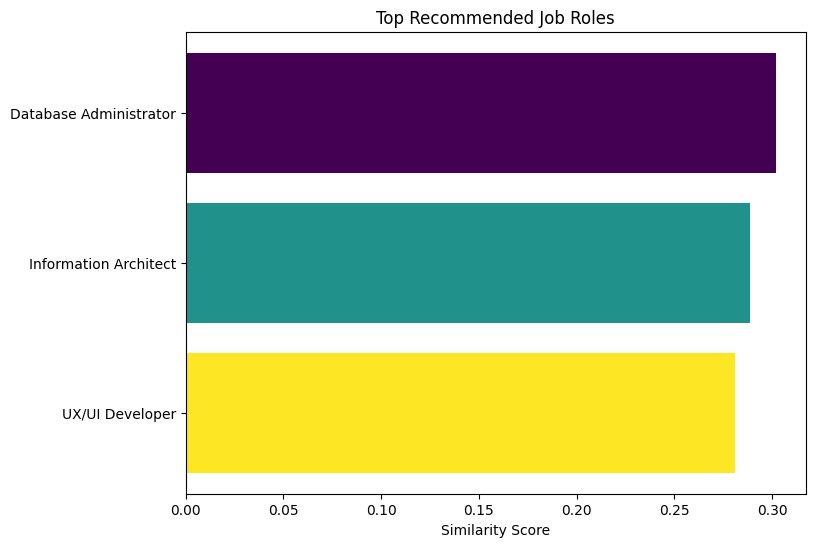 Top Recommended Job Roles
Database Administrator
Information Architect
UX/UI Developer
0.00 0.05 0.10 0.15 0.20 0.25 0.30
Similarity Score